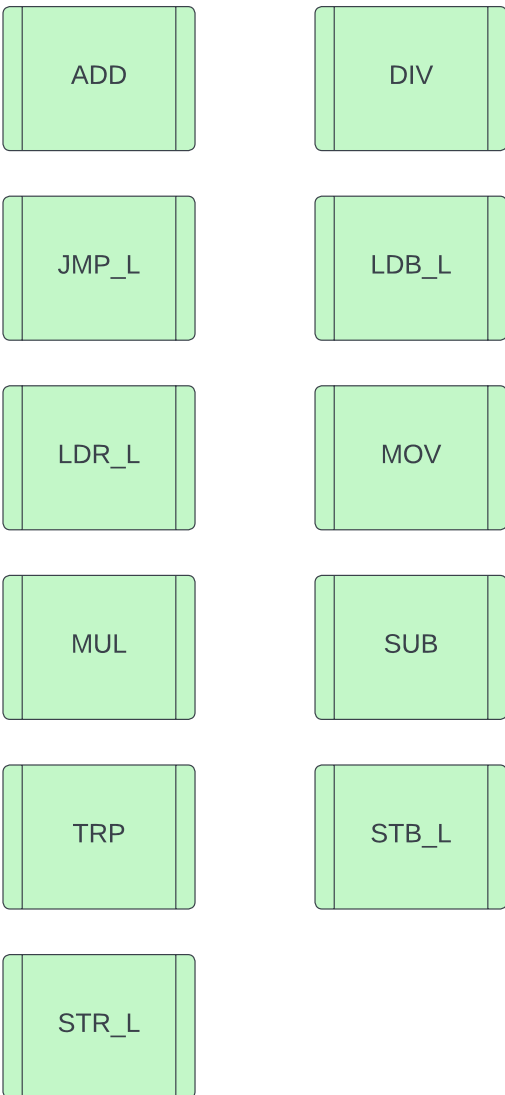 ADD
DIV
JMP_L
LDB_L
LDR_L
MOV
MUL
SUB
TRP
STB_L
STR_L